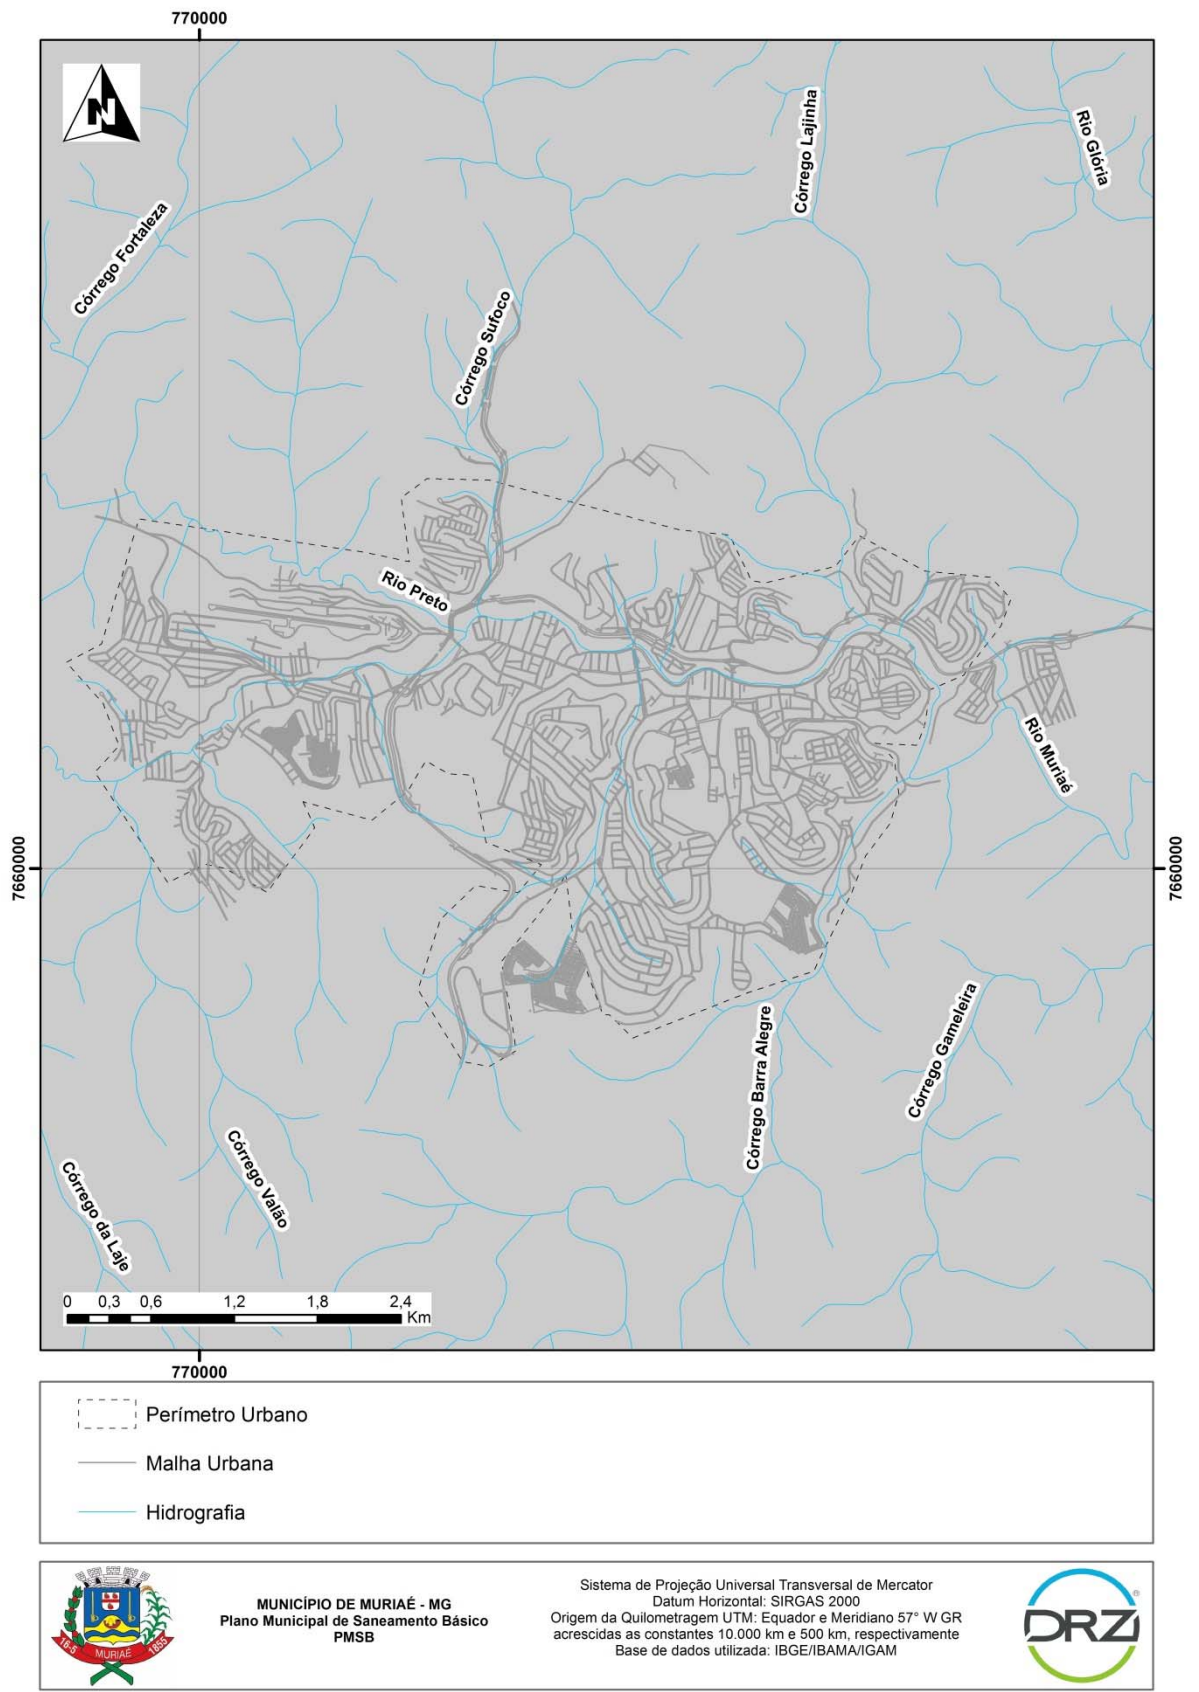 770000
N
Córrego Lajinha
Rio Glória
Córrego Fortaleza
Córrego Sufoco
Rio Preto
Rio Muriaé
7660000
7660000
Córrego Gameleira
Córrego Barra Alegre
Córrego Valão
Córrego da Laje
0 0,3 0,6 1,2 1,8 2,4
Km
770000
Perímetro Urbano
Malha Urbana
Hidrografia
16-5 MURIAÉ 1855
MUNICÍPIO DE MURIAÉ - MG
Plano Municipal de Saneamento Básico
PMSB
Sistema de Projeção Universal Transversal de Mercator
Datum Horizontal: SIRGAS 2000
Origem da Quilometragem UTM: Equador e Meridiano 57° W GR
acrescidas as constantes 10.000 km e 500 km, respectivamente
Base de dados utilizada: IBGE/IBAMA/IGAM
DRZ®